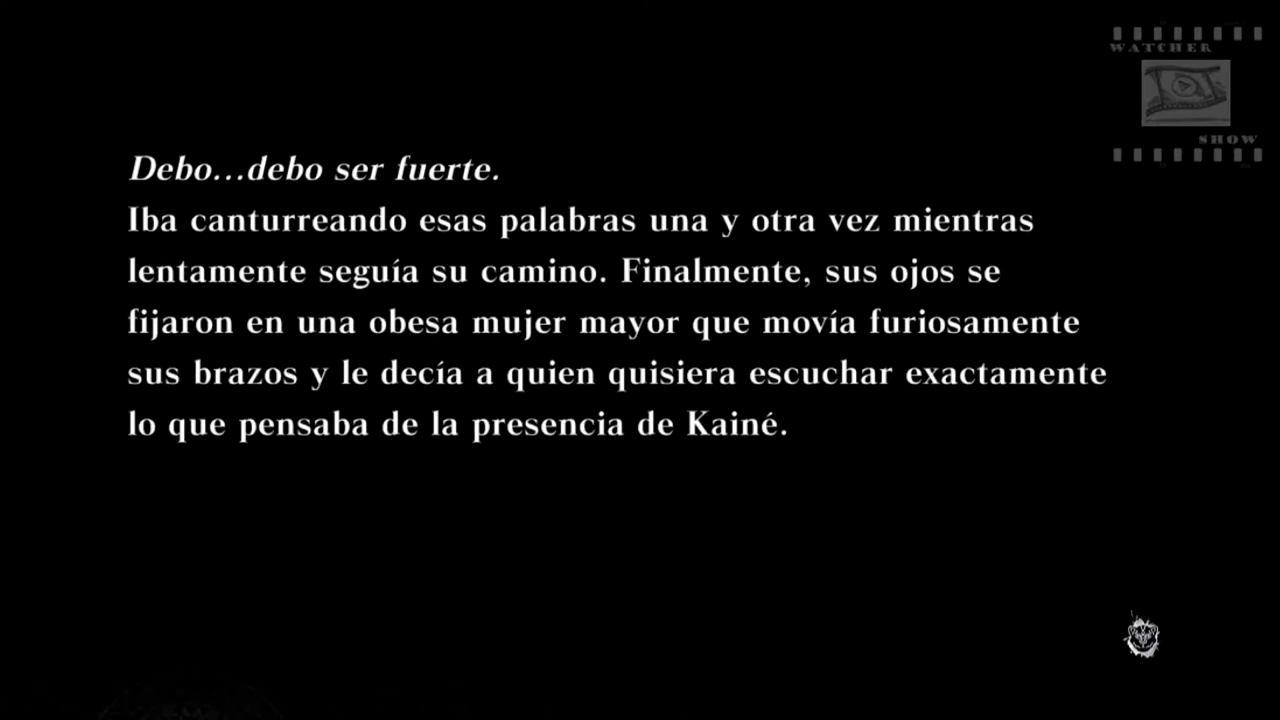 WATCHER
SHOW
Debo...debo ser fuerte.
Iba canturreando esas palabras una y otra vez mientras
lentamente seguía su camino. Finalmente, sus ojos se
fijaron en una obesa mujer mayor que movía furiosamente
sus brazos y le decía a quien quisiera escuchar exactamente
lo que pensaba de la presencia de Kainé.